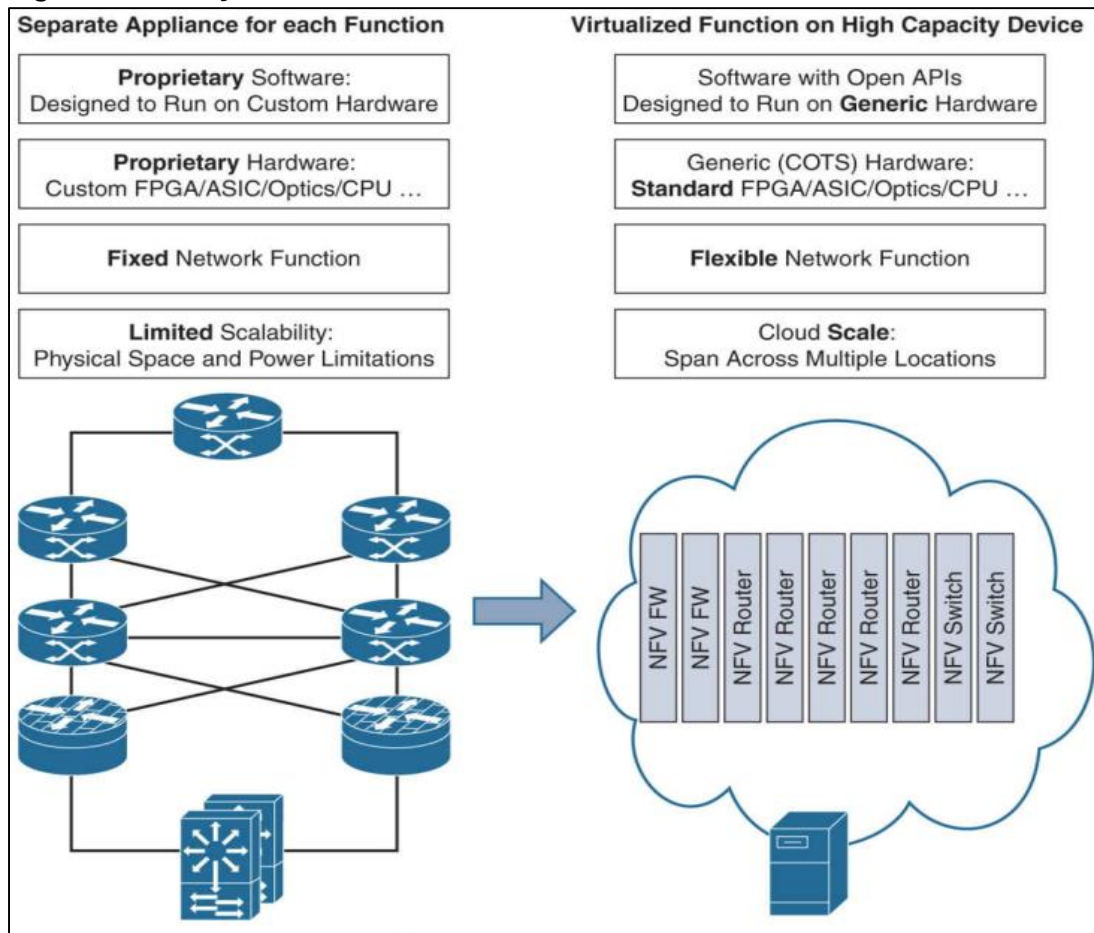 Separate Appliance for each Function
Proprietary Software:
Designed to Run on Custom Hardware
Proprietary Hardware:
Custom FPGA/ASIC/Optics/CPU …
Fixed Network Function
Limited Scalability:
Physical Space and Power Limitations
Virtualized Function on High Capacity Device
Software with Open APIs
Designed to Run on Generic Hardware
Generic (COTS) Hardware:
Standard FPGA/ASIC/Optics/CPU …
Flexible Network Function
Cloud Scale:
Span Across Multiple Locations
NFV FW
NFV FW
NFV Router
NFV Router
NFV Router
NFV Router
NFV Router
NFV Switch
NFV Switch